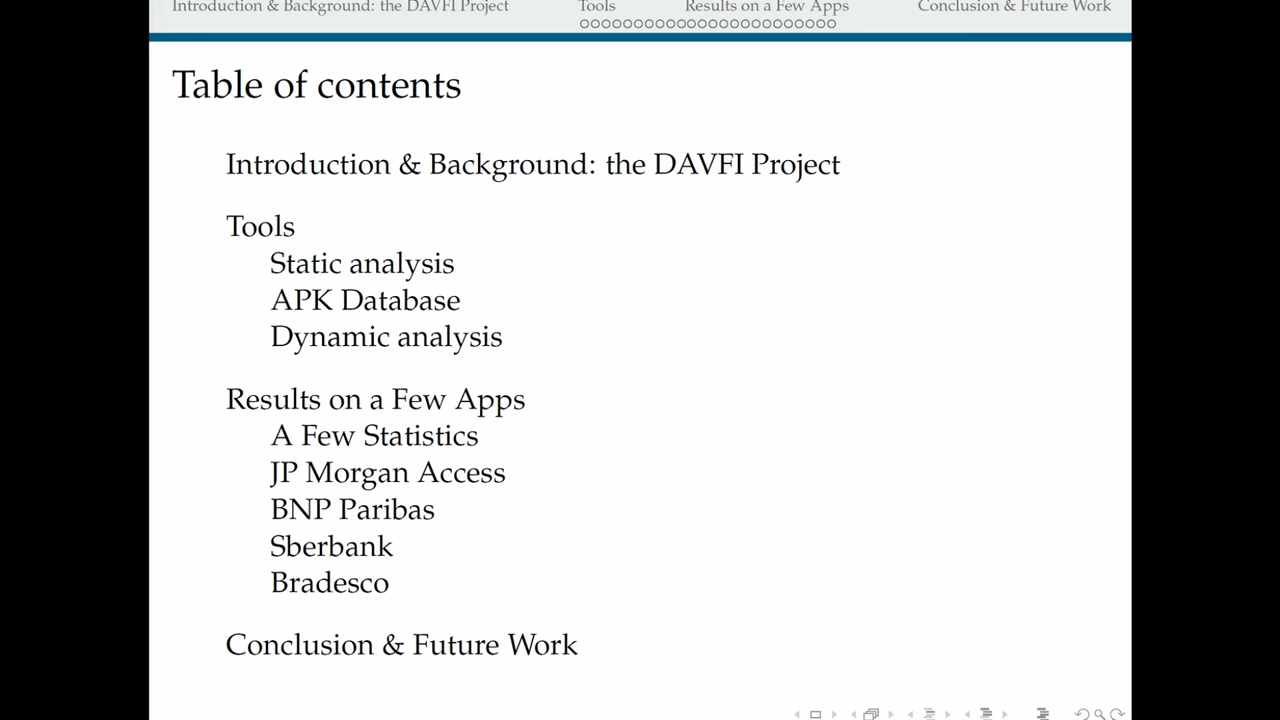 Introduction & Background: the DAVFI Project Tools Results on a Few Apps Conclusion & Future Work
Table of contents
Introduction & Background: the DAVFI Project
Tools
Static analysis
APK Database
Dynamic analysis
Results on a Few Apps
A Few Statistics
JP Morgan Access
BNP Paribas
Sberbank
Bradesco
Conclusion & Future Work